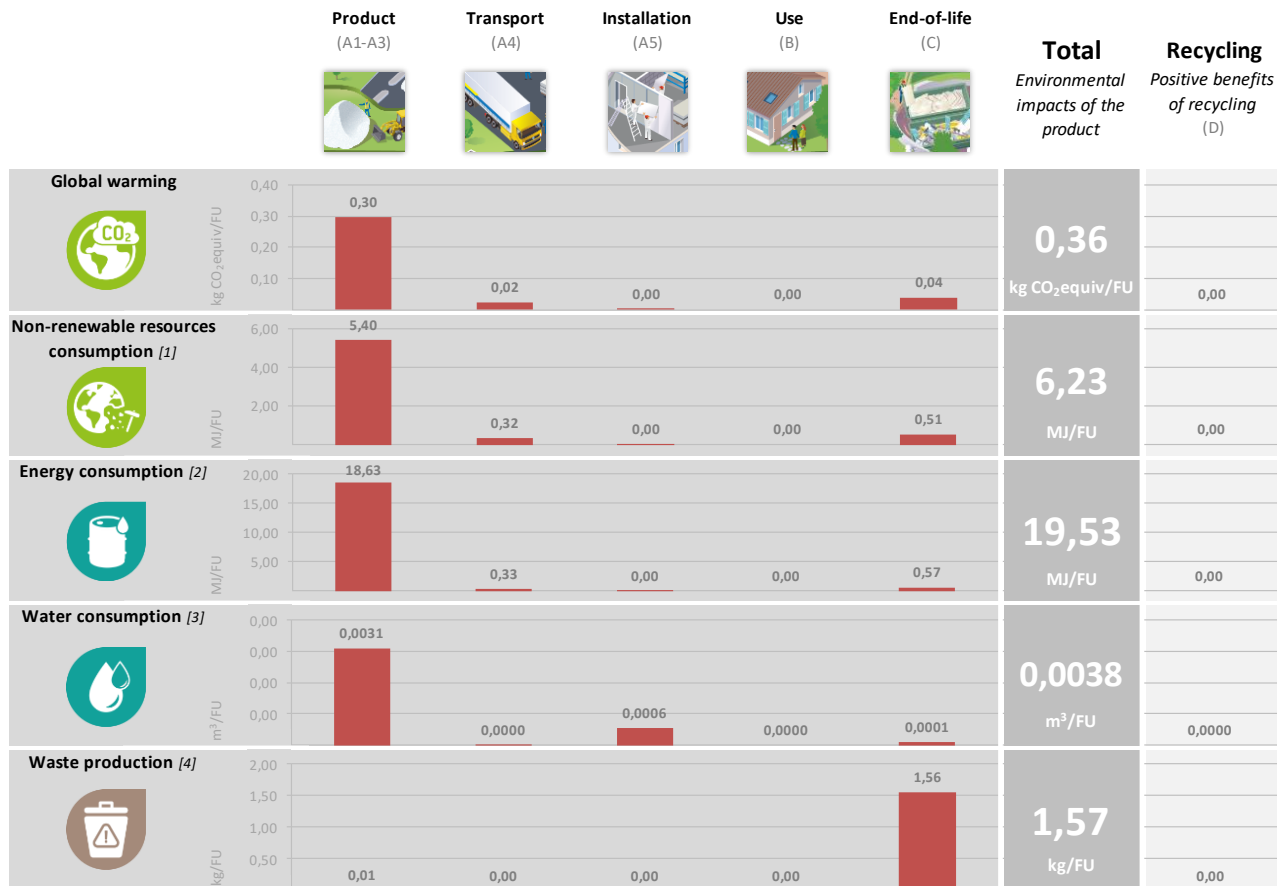 Product
(A1-A3)
Transport
(A4)
Installation
(A5)
Use
(B)
End-of-life
(C)
Total
Environmental
impacts of the
product
Recycling
Positive benefits
of recycling
(D)
Global warming
CO2
kg CO2equiv/FU
0,40
0,30
0,20
0,10
0,30
0,02
0,00
0,00
0,04
0,36
kg CO2equiv/FU
0,00
Non-renewable resources
consumption [1]
MJ/FU
6,00
4,00
2,00
5,40
0,32
0,00
0,00
0,51
6,23
MJ/FU
0,00
Energy consumption [2]
MJ/FU
20,00
15,00
10,00
5,00
18,63
0,33
0,00
0,00
0,57
19,53
MJ/FU
0,00
Water consumption [3]
m³/FU
0,00
0,00
0,00
0,00
0,0031
0,0000
0,0006
0,0000
0,0001
0,0038
m³/FU
0,0000
Waste production [4]
kg/FU
2,00
1,50
1,00
0,50
0,01
0,00
0,00
0,00
1,56
1,57
kg/FU
0,00